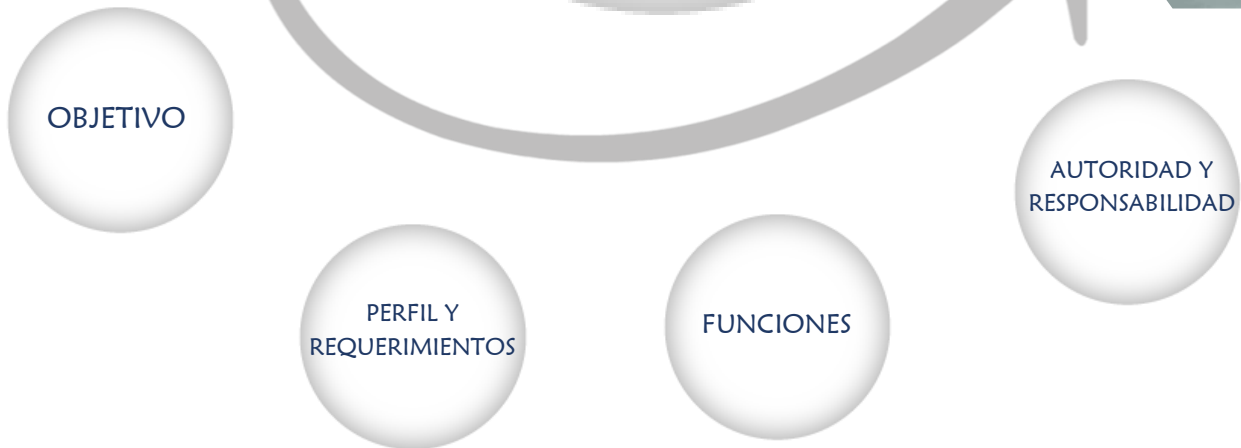 OBJETIVO
PERFIL Y
REQUERIMIENTOS
FUNCIONES
AUTORIDAD Y
RESPONSABILIDAD